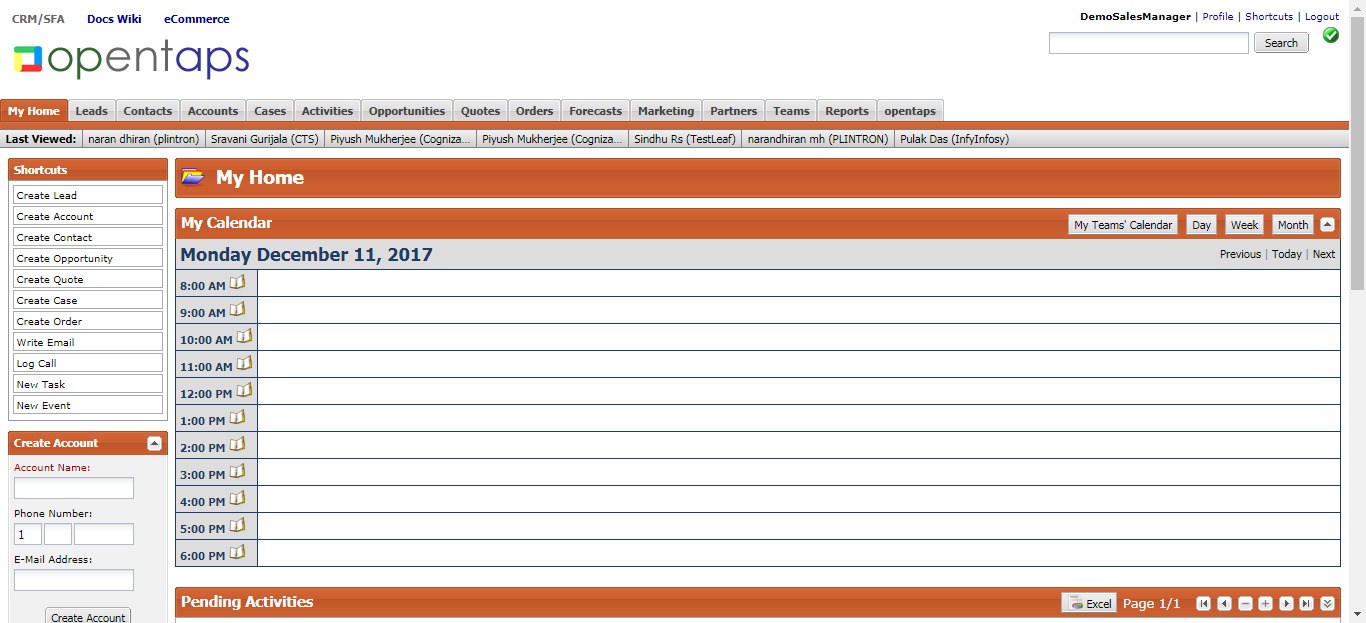 CRM/SFA Docs Wiki eCommerce
DemoSalesManager | Profile | Shortcuts | Logout
opentaps
Search
My Home Leads Contacts Accounts Cases Activities Opportunities Quotes Orders Forecasts Marketing Partners Teams Reports opentaps
Last Viewed: naran dhiran (plintron) Sravani Gurijala (CTS) Piyush Mukherjee (Cogniza... Piyush Mukherjee (Cogniza... Sindhu Rs (TestLeaf) narandhiran mh (PLINTRON) Pulak Das (InfyInfosy)
Shortcuts
Create Lead
Create Account
Create Contact
Create Opportunity
Create Quote
Create Case
Create Order
Write Email
Log Call
New Task
New Event
Create Account
Account Name:
Phone Number:
1
E-Mail Address:
Create Account
My Home
My Calendar My Teams' Calendar Day Week Month
Monday December 11, 2017 Previous | Today | Next
8:00 AM
9:00 AM
10:00 AM
11:00 AM
12:00 PM
1:00 PM
2:00 PM
3:00 PM
4:00 PM
5:00 PM
6:00 PM
Pending Activities Excel Page 1/1